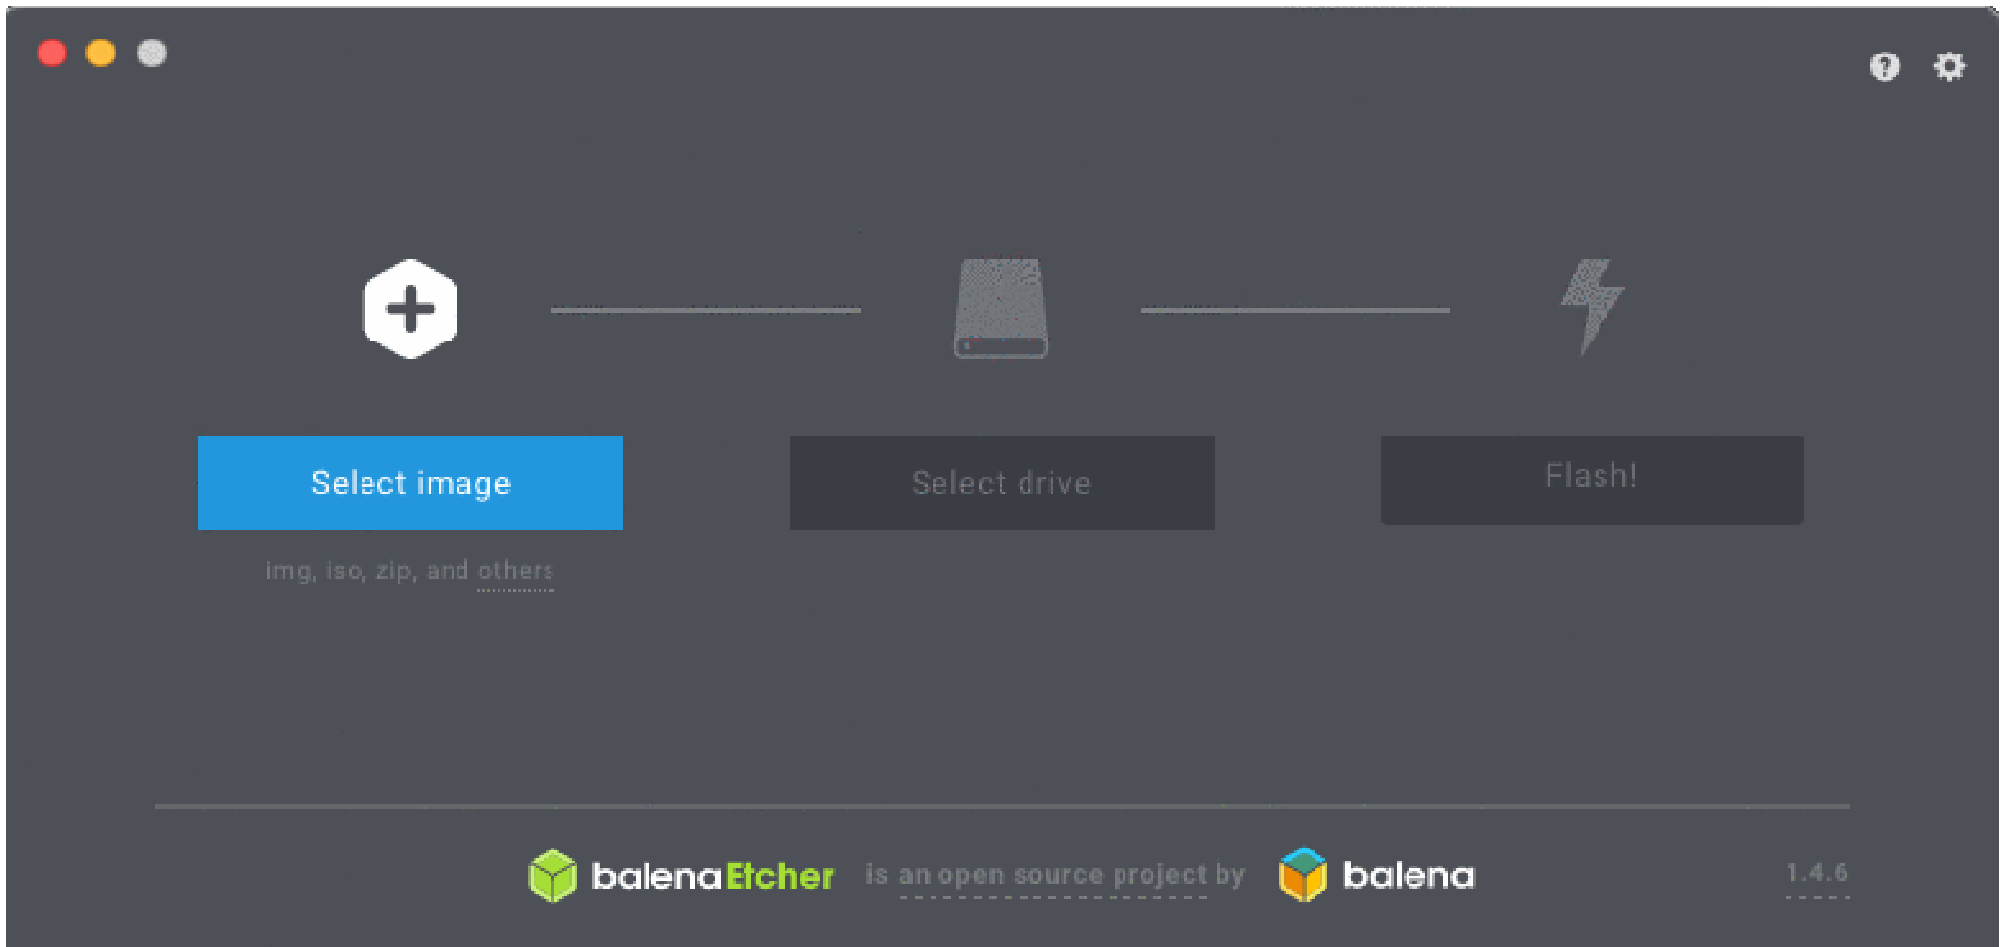 Select image
Select drive
Flash!
img, iso, zip, and others
balenaEtcher is an open source project by balena
1.4.6